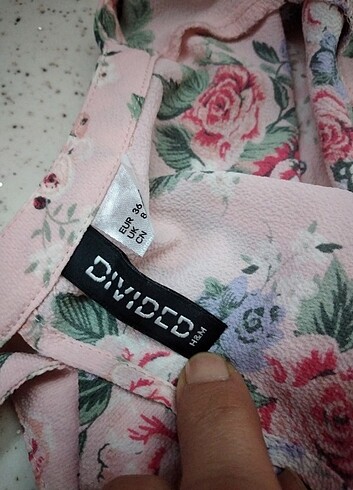 EUR 36
UK 8
CN
DIVIDED
H&M